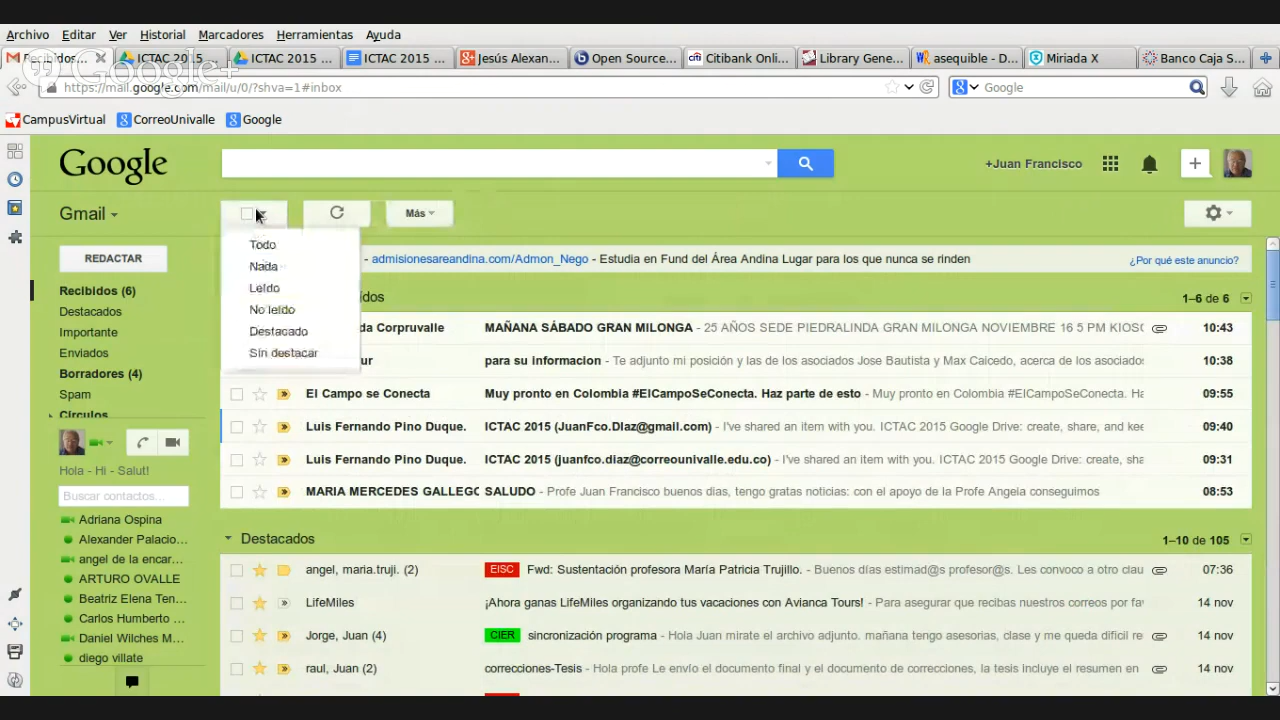 Archivo Editar Ver Historial Marcadores Herramientas Ayuda
Recibidos... ICTAC 2015 ... ICTAC 2015 ... ICTAC 2015 ... Jesús Alexan... Open Source... Citibank Onli... Library Gene... asequible - D... Miriada X Banco Caja S...
Google+
https://mail.google.com/mail/u/0/?shva=1#inbox Google
CampusVirtual CorreoUnivalle Google
Google +Juan Francisco
Gmail Más
Todo
Nada
Leído
No leído
Destacado
Sin destacar
REDACTAR
Recibidos (6)
Destacados
Importante
Enviados
Borradores (4)
Spam
Círculos
Hola - Hi - Salut!
Buscar contactos...
Adriana Ospina
Alexander Palacio...
angel de la encar...
ARTURO OVALLE
Beatriz Elena Ten...
Carlos Humberto ...
Daniel Wilches M...
diego villate
- admisionesareandina.com/Admon_Nego - Estudia en Fund del Área Andina Lugar para los que nunca se rinden ¿Por qué este anuncio?
1–6 de 6
Corpruvalle MAÑANA SÁBADO GRAN MILONGA - 25 AÑOS SEDE PIEDRALINDA GRAN MILONGA NOVIEMBRE 16 5 PM KIOSC 10:43
para su informacion - Te adjunto mi posición y las de los asociados Jose Bautista y Max Caicedo, acerca de los asociados 10:38
El Campo se Conecta Muy pronto en Colombia #ElCampoSeConecta. Haz parte de esto - Muy pronto en Colombia #ElCampoSeConecta. Ha 09:55
Luis Fernando Pino Duque. ICTAC 2015 (JuanFco.DIaz@gmail.com) - I've shared an item with you. ICTAC 2015 Google Drive: create, share, and kee 09:40
Luis Fernando Pino Duque. ICTAC 2015 (juanfco.diaz@correounivalle.edu.co) - I've shared an item with you. ICTAC 2015 Google Drive: create, sh 09:31
MARIA MERCEDES GALLEGO SALUDO - Profe Juan Francisco buenos días, tengo gratas noticias: con el apoyo de la Profe Angela conseguimos 08:53
Destacados 1–10 de 105
angel, maria.truji. (2) EISC Fwd: Sustentación profesora María Patricia Trujillo. - Buenos días estimad@s profesor@s. Les convoco a otro clau 07:36
LifeMiles ¡Ahora ganas LifeMiles organizando tus vacaciones con Avianca Tours! - Para asegurar que recibas nuestros correos por fav 14 nov
Jorge, Juan (4) CIER sincronización programa - Hola Juan mirate el archivo adjunto. mañana tengo asesorias, clase y me queda difícil re 14 nov
raul, Juan (2) correcciones-Tesis - Hola profe Le envío el documento final y el documento de correcciones, la tesis incluye el resumen en 14 nov